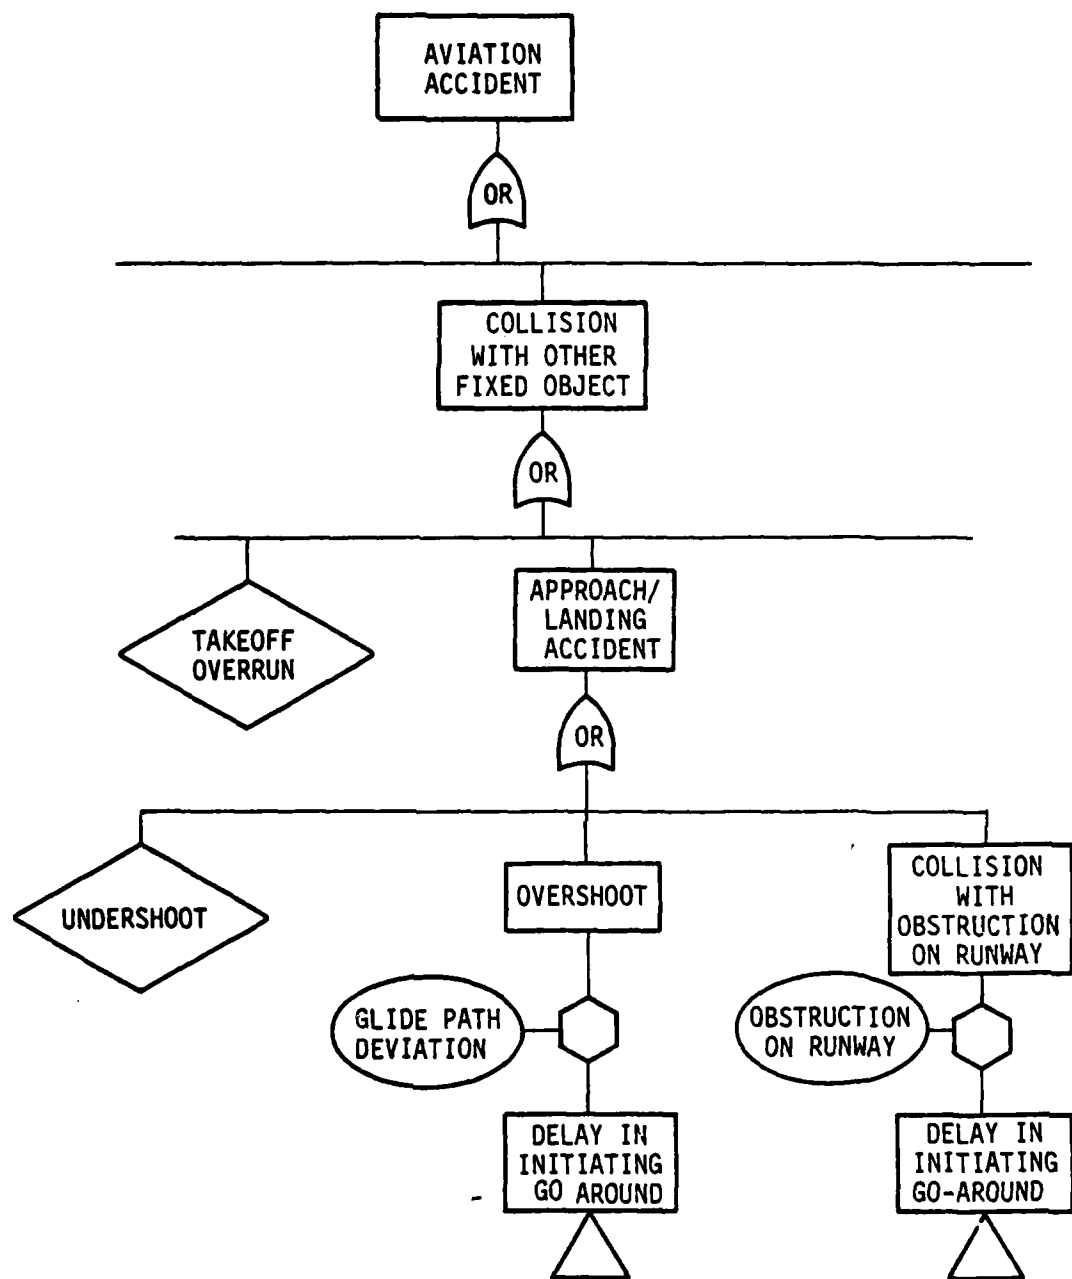 AVIATION
ACCIDENT
OR
COLLISION
WITH OTHER
FIXED OBJECT
OR
TAKEOFF
OVERRUN
APPROACH/
LANDING
ACCIDENT
OR
UNDERSHOOT
OVERSHOOT
COLLISION
WITH
OBSTRUCTION
ON RUNWAY
GLIDE PATH
DEVIATION
OBSTRUCTION
ON RUNWAY
DELAY IN
INITIATING
GO AROUND
DELAY IN
INITIATING
GO-AROUND